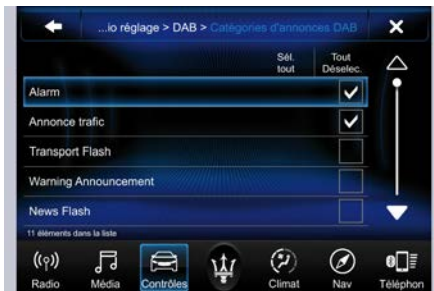 ...io réglage > DAB > Catégories d'annonces DAB
Sél. tout
Tout Déselec.
Alarm
Annonce trafic
Transport Flash
Warning Announcement
News Flash
11 éléments dans la liste
Radio Média Contrôles Climat Nav Téléphon